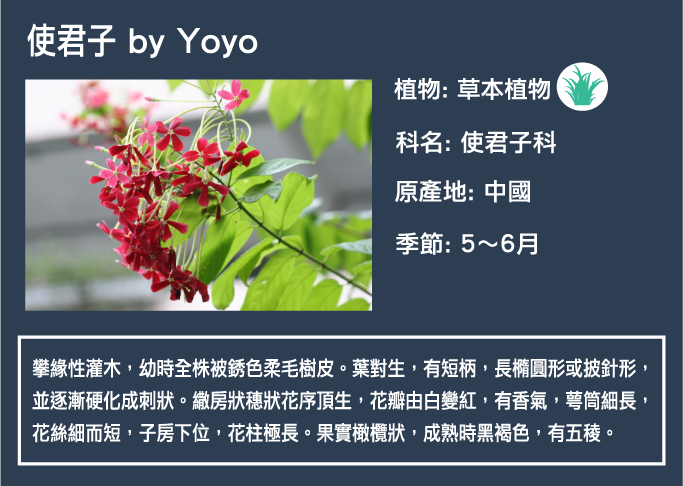 使君子 by Yoyo
植物: 草本植物
科名: 使君子科
原產地: 中國
季節: 5～6月
攀緣性灌木，幼時全株被銹色柔毛樹皮。葉對生，有短柄，長橢圓形或披針形，
並逐漸硬化成刺狀。繖房狀穗狀花序頂生，花瓣由白變紅，有香氣，萼筒細長，
花絲細而短，子房下位，花柱極長。果實橄欖狀，成熟時黑褐色，有五稜。